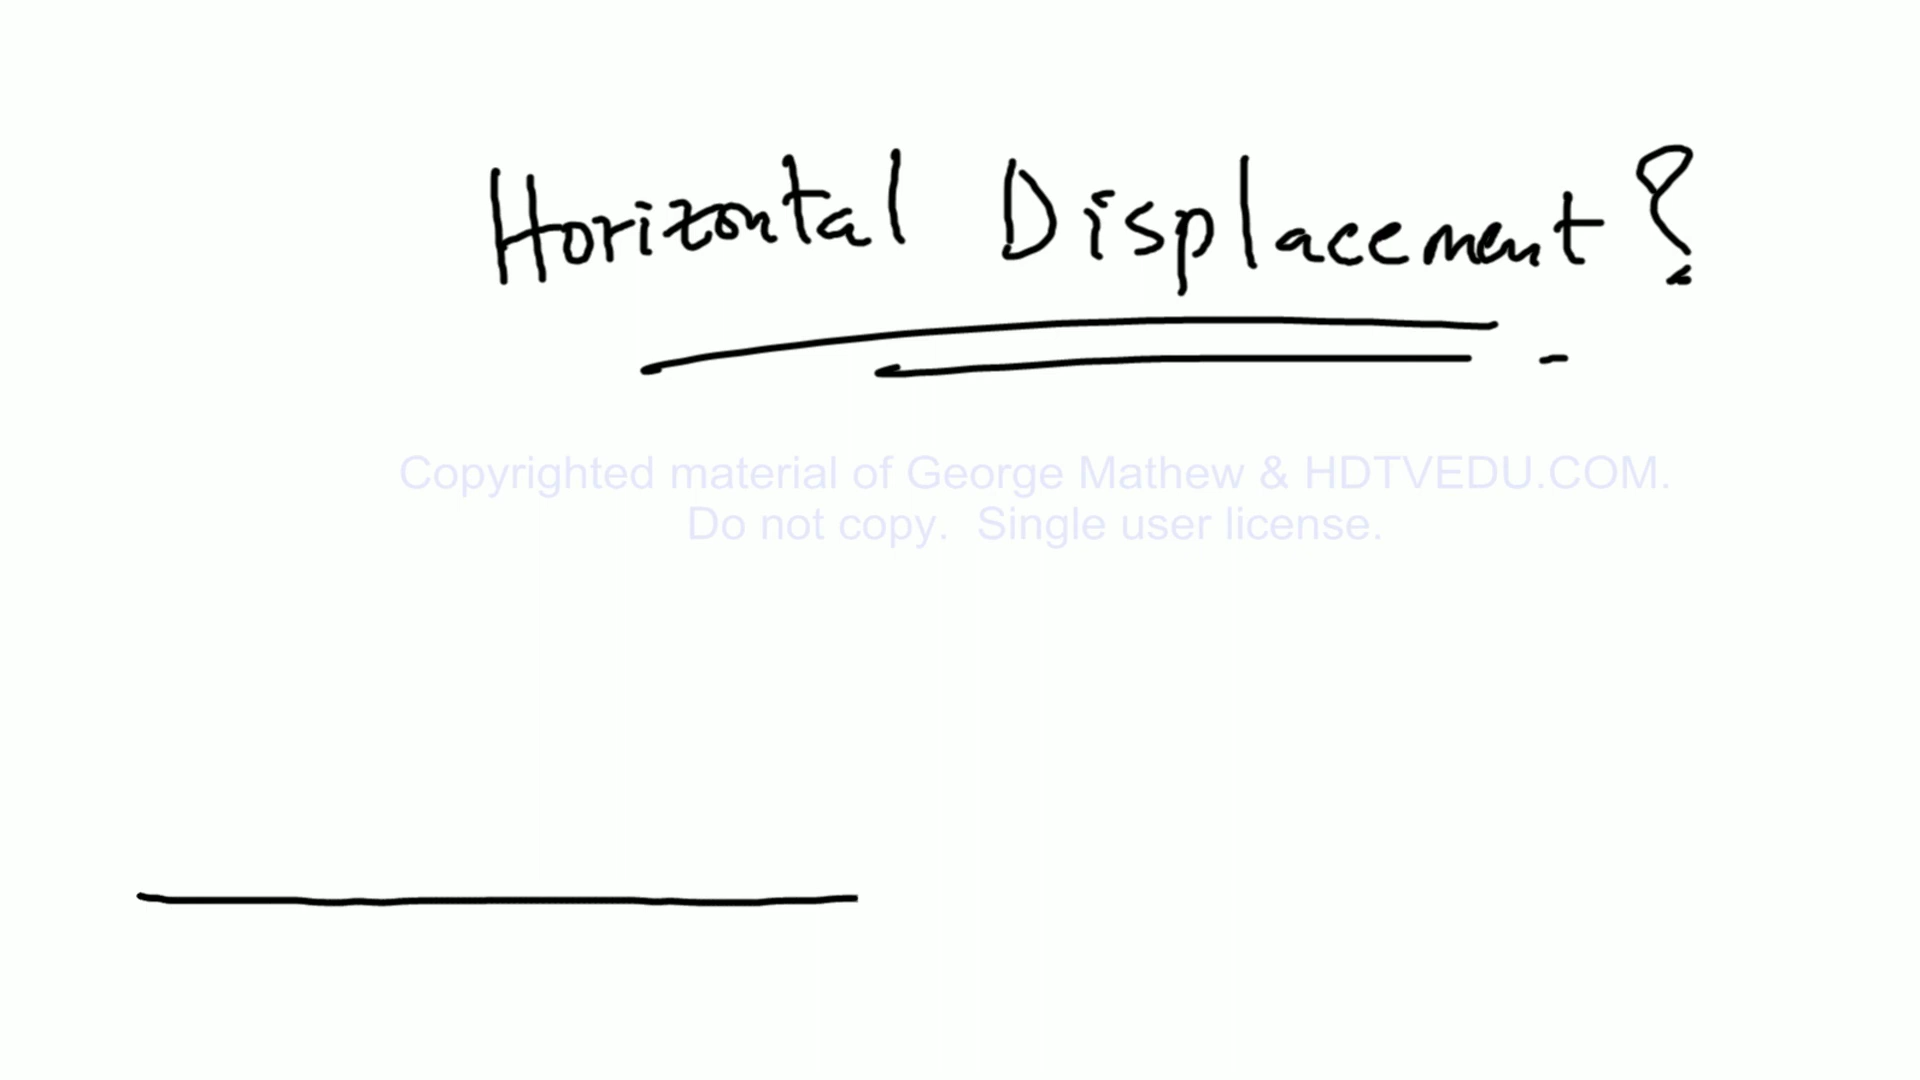 Horizontal Displacement?
Copyrighted material of George Mathew & HDTVEDU.COM.
Do not copy.  Single user license.